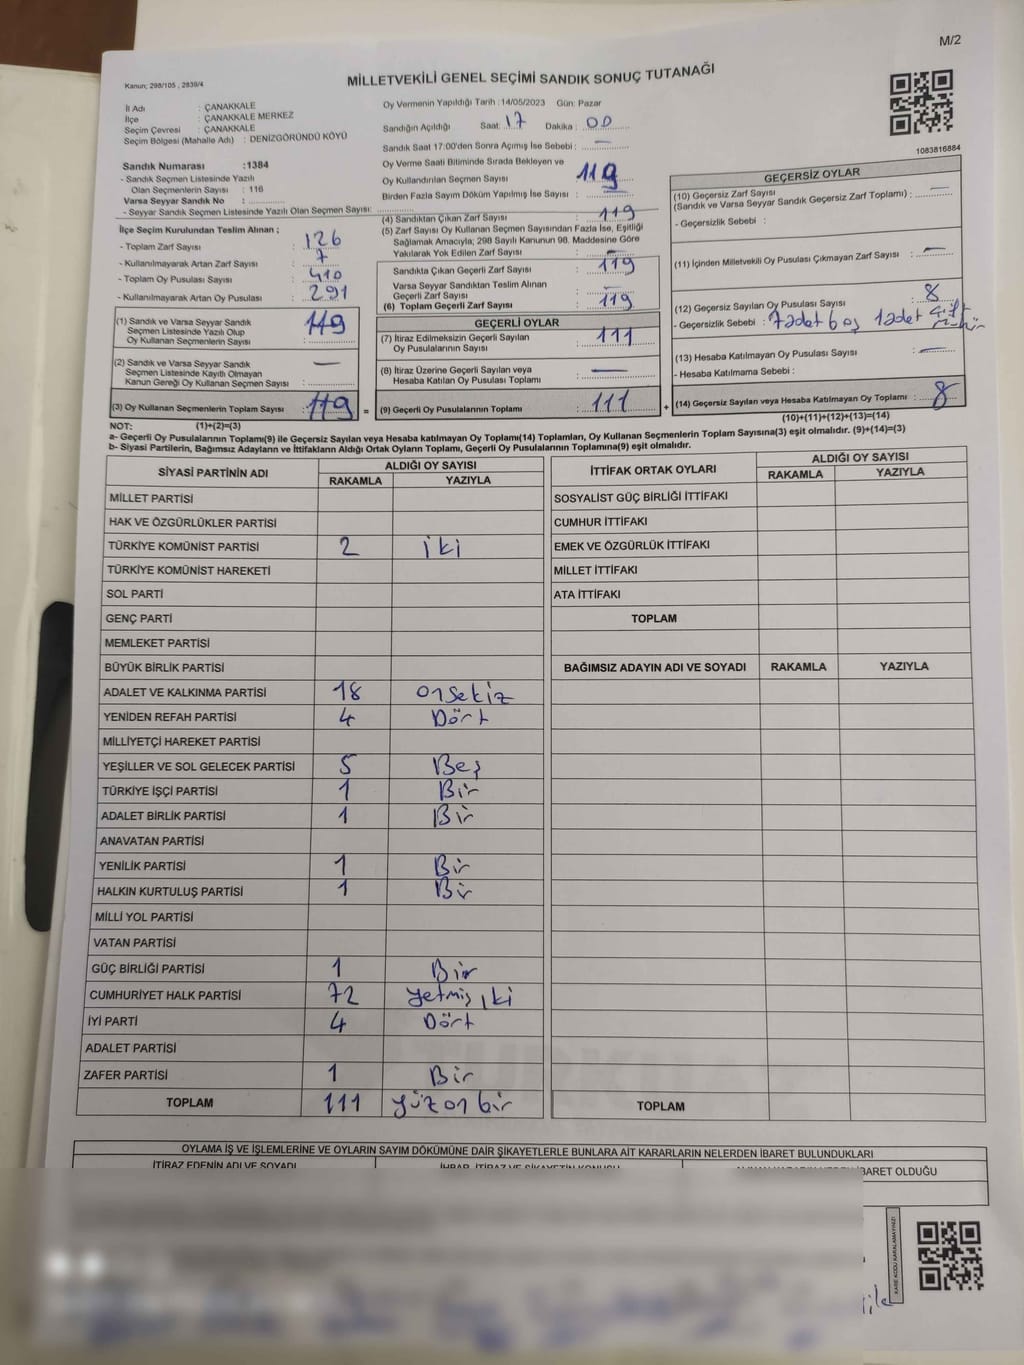 M/2
Kanun; 298/105 , 2839/4
MİLLETVEKİLİ GENEL SEÇİMİ SANDIK SONUÇ TUTANAĞI
İl Adı : ÇANAKKALE
İlçe : ÇANAKKALE MERKEZ
Seçim Çevresi : ÇANAKKALE
Seçim Bölgesi (Mahalle Adı) : DENİZGÖRÜNDÜ KÖYÜ
Sandık Numarası :1384
- Sandık Seçmen Listesinde Yazılı
Olan Seçmenlerin Sayısı : 116
Varsa Seyyar Sandık No :
- Seyyar Sandık Seçmen Listesinde Yazılı Olan Seçmen Sayısı:
İlçe Seçim Kurulundan Teslim Alınan ;
- Toplam Zarf Sayısı : 126
- Kullanılmayarak Artan Zarf Sayısı : 7
- Toplam Oy Pusulası Sayısı : 410
- Kullanılmayarak Artan Oy Pusulası : 291
(1) Sandık ve Varsa Seyyar Sandık
Seçmen Listesinde Yazılı Olup
Oy Kullanan Seçmenlerin Sayısı : 119
(2) Sandık ve Varsa Seyyar Sandık
Seçmen Listesinde Kayıtlı Olmayan
Kanun Gereği Oy Kullanan Seçmen Sayısı : —
(3) Oy Kullanan Seçmenlerin Toplam Sayısı : 119 =
Oy Vermenin Yapıldığı Tarih : 14/05/2023 Gün: Pazar
Sandığın Açıldığı Saat: 17 Dakika : 00
Sandık Saat 17:00'den Sonra Açımış İse Sebebi : —
Oy Verme Saati Bitiminde Sırada Bekleyen ve
Oy Kullandırılan Seçmen Sayısı : 119
Birden Fazla Sayım Döküm Yapılmış İse Sayısı : —
(4) Sandıktan Çıkan Zarf Sayısı : 119
(5) Zarf Sayısı Oy Kullanan Seçmen Sayısından Fazla İse, Eşitliği
Sağlamak Amacıyla; 298 Sayılı Kanunun 98. Maddesine Göre
Yakılarak Yok Edilen Zarf Sayısı : —
Sandıkta Çıkan Geçerli Zarf Sayısı : 119
Varsa Seyyar Sandıktan Teslim Alınan
Geçerli Zarf Sayısı : —
(6) Toplam Geçerli Zarf Sayısı : 119
GEÇERLİ OYLAR
(7) İtiraz Edilmeksizin Geçerli Sayılan
Oy Pusulalarının Sayısı : 111
(8) İtiraz Üzerine Geçerli Sayılan veya
Hesaba Katılan Oy Pusulası Toplamı : —
(9) Geçerli Oy Pusulalarının Toplamı : 111 +
1083816884
GEÇERSİZ OYLAR
(10) Geçersiz Zarf Sayısı
(Sandık ve Varsa Seyyar Sandık Geçersiz Zarf Toplamı) : —
- Geçersizlik Sebebi :
(11) İçinden Milletvekili Oy Pusulası Çıkmayan Zarf Sayısı : —
(12) Geçersiz Sayılan Oy Pusulası Sayısı : 8
- Geçersizlik Sebebi : 7 adet boş 1 adet çift mühür
(13) Hesaba Katılmayan Oy Pusulası Sayısı : —
- Hesaba Katılmama Sebebi :
(14) Geçersiz Sayılan veya Hesaba Katılmayan Oy Toplamı : 8
NOT: (1)+(2)=(3)
(10)+(11)+(12)+(13)=(14)
a- Geçerli Oy Pusulalarının Toplamı(9) ile Geçersiz Sayılan veya Hesaba katılmayan Oy Toplamı(14) Toplamları, Oy Kullanan Seçmenlerin Toplam Sayısına(3) eşit olmalıdır. (9)+(14)=(3)
b- Siyasi Partilerin, Bağımsız Adayların ve İttifakların Aldığı Ortak Oyların Toplamı, Geçerli Oy Pusulalarının Toplamına(9) eşit olmalıdır.
SİYASİ PARTİNİN ADI ALDIĞI OY SAYISI
RAKAMLA YAZIYLA
MİLLET PARTİSİ
HAK VE ÖZGÜRLÜKLER PARTİSİ
TÜRKİYE KOMÜNİST PARTİSİ 2 iki
TÜRKİYE KOMÜNİST HAREKETİ
SOL PARTİ
GENÇ PARTİ
MEMLEKET PARTİSİ
BÜYÜK BİRLİK PARTİSİ
ADALET VE KALKINMA PARTİSİ 18 onsekiz
YENİDEN REFAH PARTİSİ 4 Dört
MİLLİYETÇİ HAREKET PARTİSİ
YEŞİLLER VE SOL GELECEK PARTİSİ 5 Beş
TÜRKİYE İŞÇİ PARTİSİ 1 Bir
ADALET BİRLİK PARTİSİ 1 Bir
ANAVATAN PARTİSİ
YENİLİK PARTİSİ 1 Bir
HALKIN KURTULUŞ PARTİSİ 1 Bir
MİLLİ YOL PARTİSİ
VATAN PARTİSİ
GÜÇ BİRLİĞİ PARTİSİ 1 Bir
CUMHURİYET HALK PARTİSİ 72 yetmiş iki
İYİ PARTİ 4 Dört
ADALET PARTİSİ
ZAFER PARTİSİ 1 Bir
TOPLAM 111 yüz on bir
İTTİFAK ORTAK OYLARI ALDIĞI OY SAYISI
RAKAMLA YAZIYLA
SOSYALİST GÜÇ BİRLİĞİ İTTİFAKI
CUMHUR İTTİFAKI
EMEK VE ÖZGÜRLÜK İTTİFAKI
MİLLET İTTİFAKI
ATA İTTİFAKI
TOPLAM
BAĞIMSIZ ADAYIN ADI VE SOYADI RAKAMLA YAZIYLA
TOPLAM
OYLAMA İŞ VE İŞLEMLERİNE VE OYLARIN SAYIM DÖKÜMÜNE DAİR ŞİKAYETLERLE BUNLARA AİT KARARLARIN NELERDEN İBARET BULUNDUKLARI
İTİRAZ EDENİN ADI VE SOYADI İHBAR, İTİRAZ VE ŞİKAYETİN KONUSU BARET OLDUĞU
KARE KODU KARALAMAYINIZ!